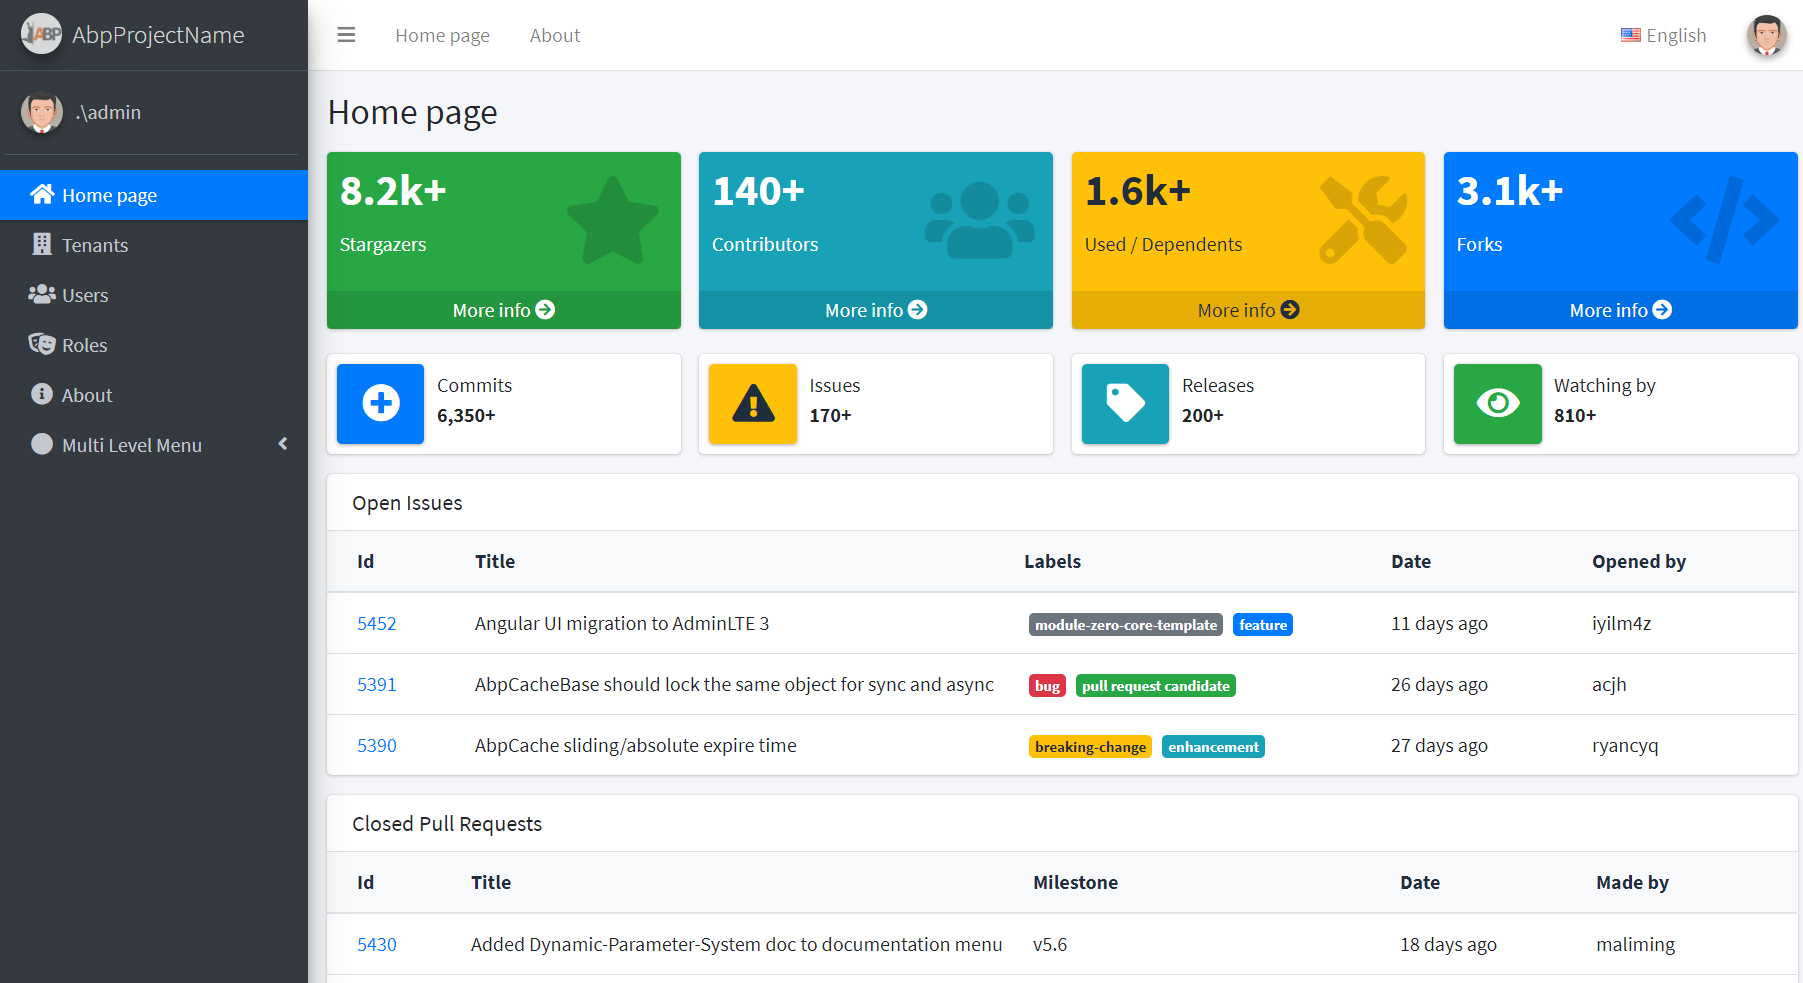 ABP AbpProjectName
Home page About English
.\admin
Home page
Tenants
Users
Roles
About
Multi Level Menu
Home page
8.2k+
Stargazers
More info
140+
Contributors
More info
1.6k+
Used / Dependents
More info
3.1k+
Forks
More info
Commits
6,350+
Issues
170+
Releases
200+
Watching by
810+
Open Issues
Id Title Labels Date Opened by
5452 Angular UI migration to AdminLTE 3 module-zero-core-template feature 11 days ago iyilm4z
5391 AbpCacheBase should lock the same object for sync and async bug pull request candidate 26 days ago acjh
5390 AbpCache sliding/absolute expire time breaking-change enhancement 27 days ago ryancyq
Closed Pull Requests
Id Title Milestone Date Made by
5430 Added Dynamic-Parameter-System doc to documentation menu v5.6 18 days ago maliming